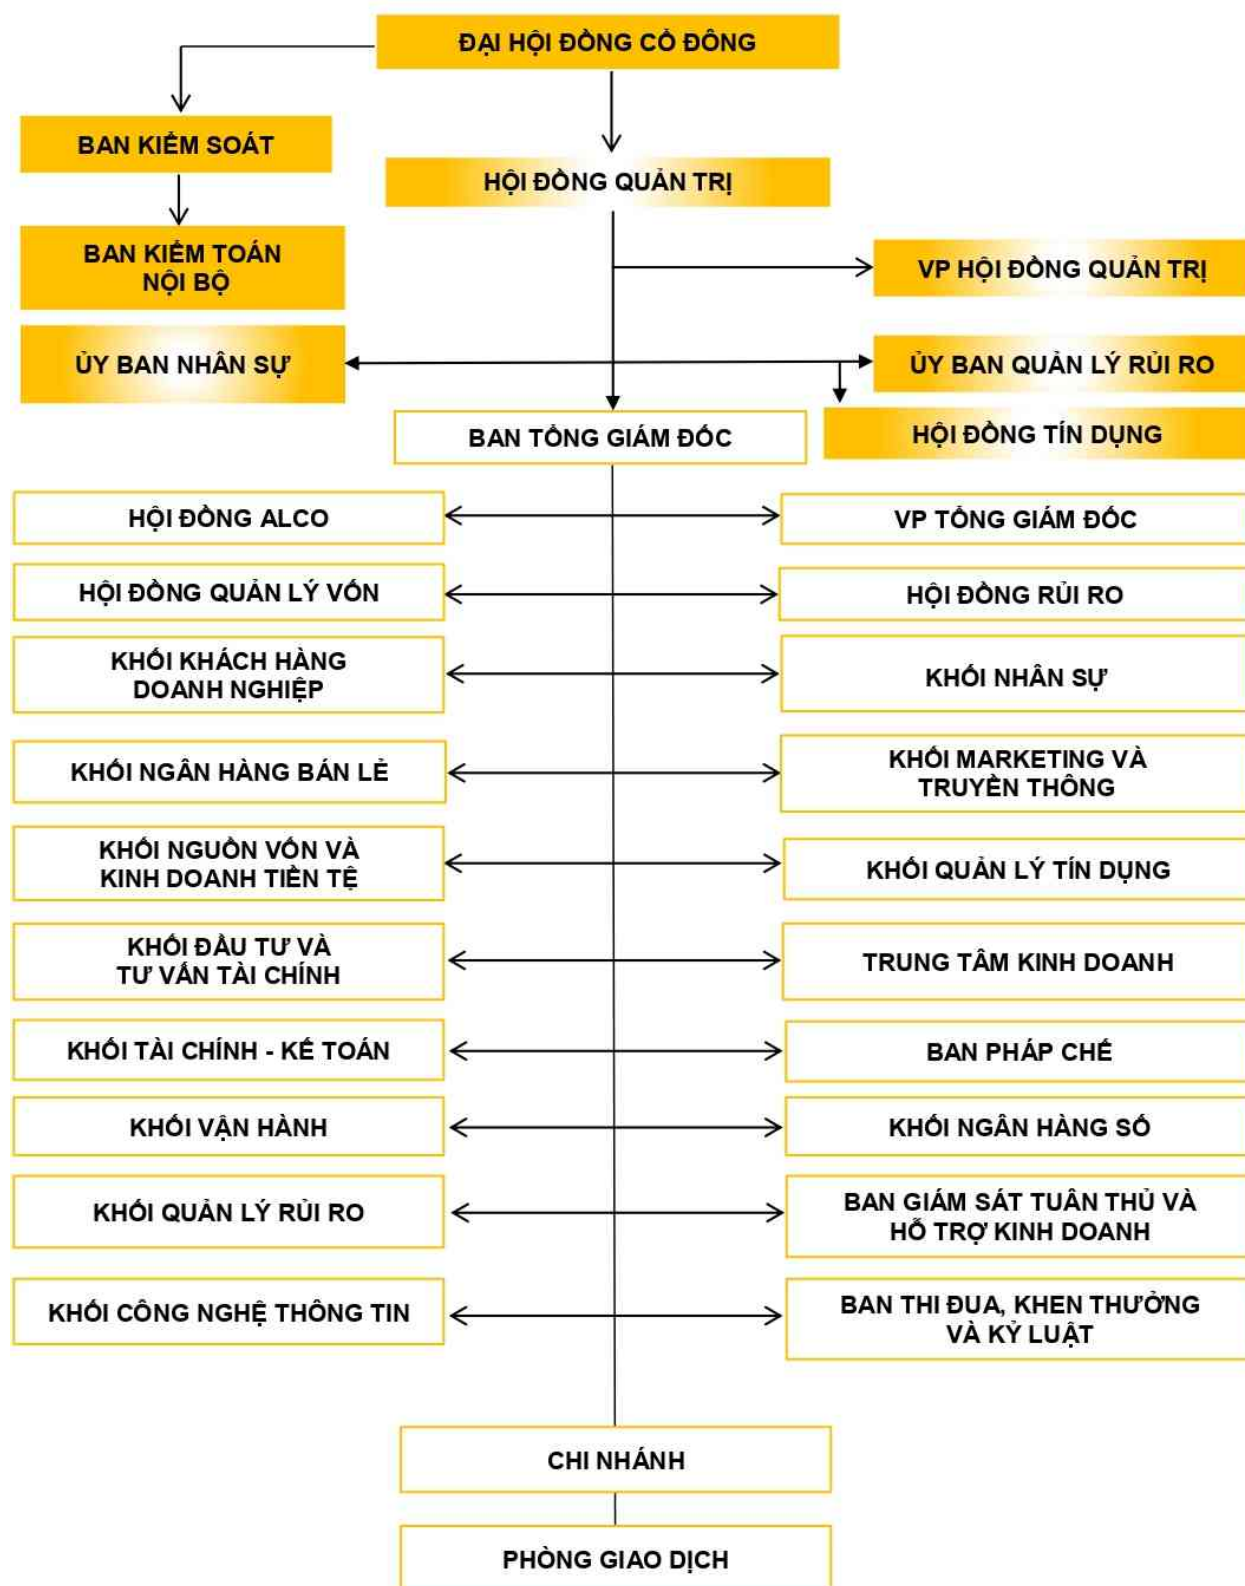 ĐẠI HỘI ĐỒNG CỔ ĐÔNG
BAN KIỂM SOÁT
HỘI ĐỒNG QUẢN TRỊ
BAN KIỂM TOÁN
NỘI BỘ
VP HỘI ĐỒNG QUẢN TRỊ
ỦY BAN NHÂN SỰ
ỦY BAN QUẢN LÝ RỦI RO
BAN TỔNG GIÁM ĐỐC
HỘI ĐỒNG TÍN DỤNG
HỘI ĐỒNG ALCO
VP TỔNG GIÁM ĐỐC
HỘI ĐỒNG QUẢN LÝ VỐN
HỘI ĐỒNG RỦI RO
KHỐI KHÁCH HÀNG
DOANH NGHIỆP
KHỐI NHÂN SỰ
KHỐI NGÂN HÀNG BÁN LẺ
KHỐI MARKETING VÀ
TRUYỀN THÔNG
KHỐI NGUỒN VỐN VÀ
KINH DOANH TIỀN TỆ
KHỐI QUẢN LÝ TÍN DỤNG
KHỐI ĐẦU TƯ VÀ
TƯ VẤN TÀI CHÍNH
TRUNG TÂM KINH DOANH
KHỐI TÀI CHÍNH - KẾ TOÁN
BAN PHÁP CHẾ
KHỐI VẬN HÀNH
KHỐI NGÂN HÀNG SỐ
KHỐI QUẢN LÝ RỦI RO
BAN GIÁM SÁT TUÂN THỦ VÀ
HỖ TRỢ KINH DOANH
KHỐI CÔNG NGHỆ THÔNG TIN
BAN THI ĐUA, KHEN THƯỞNG
VÀ KỶ LUẬT
CHI NHÁNH
PHÒNG GIAO DỊCH